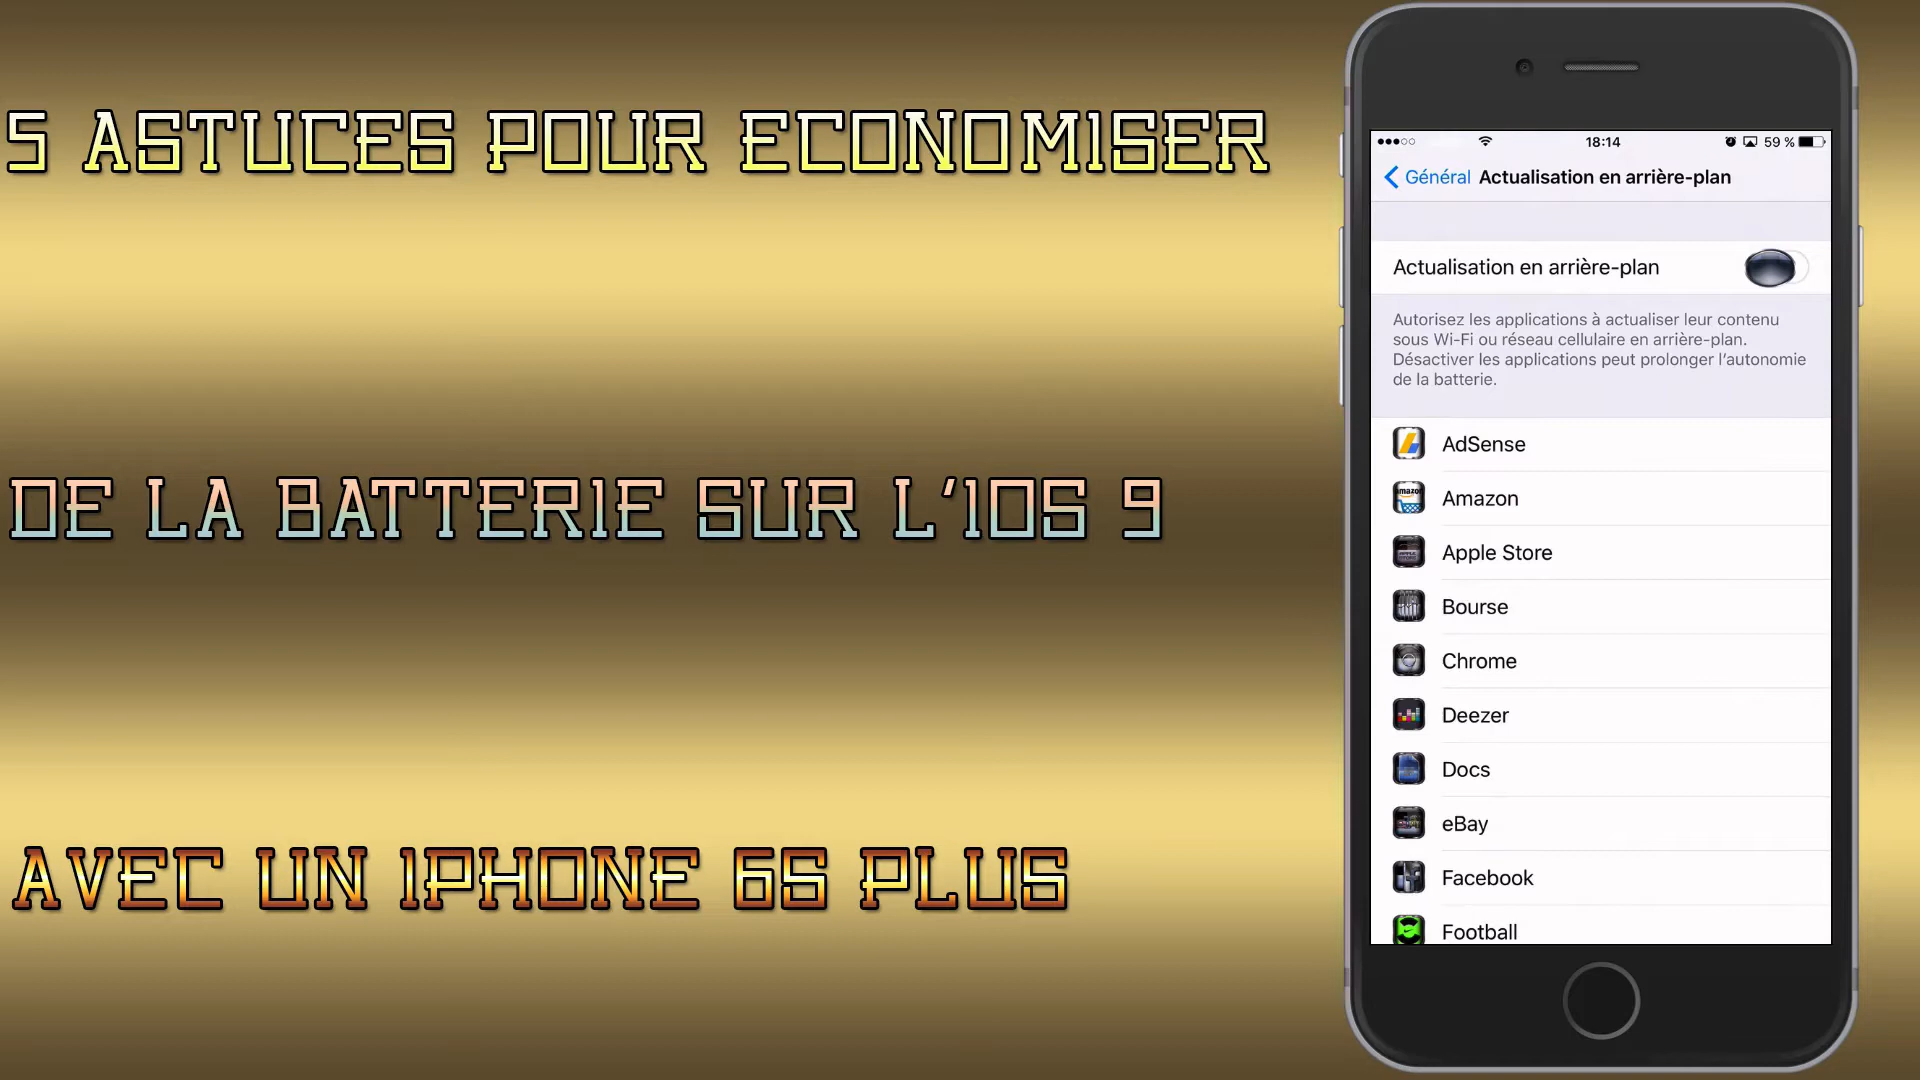 5 ASTUCES POUR ECONOMISER
DE LA BATTERIE SUR L'IOS 9
AVEC UN IPHONE 6S PLUS
18:14
59 %
Général Actualisation en arrière-plan
Actualisation en arrière-plan
Autorisez les applications à actualiser leur contenu
sous Wi-Fi ou réseau cellulaire en arrière-plan.
Désactiver les applications peut prolonger l'autonomie
de la batterie.
AdSense
Amazon
Apple Store
Bourse
Chrome
Deezer
Docs
eBay
Facebook
Football